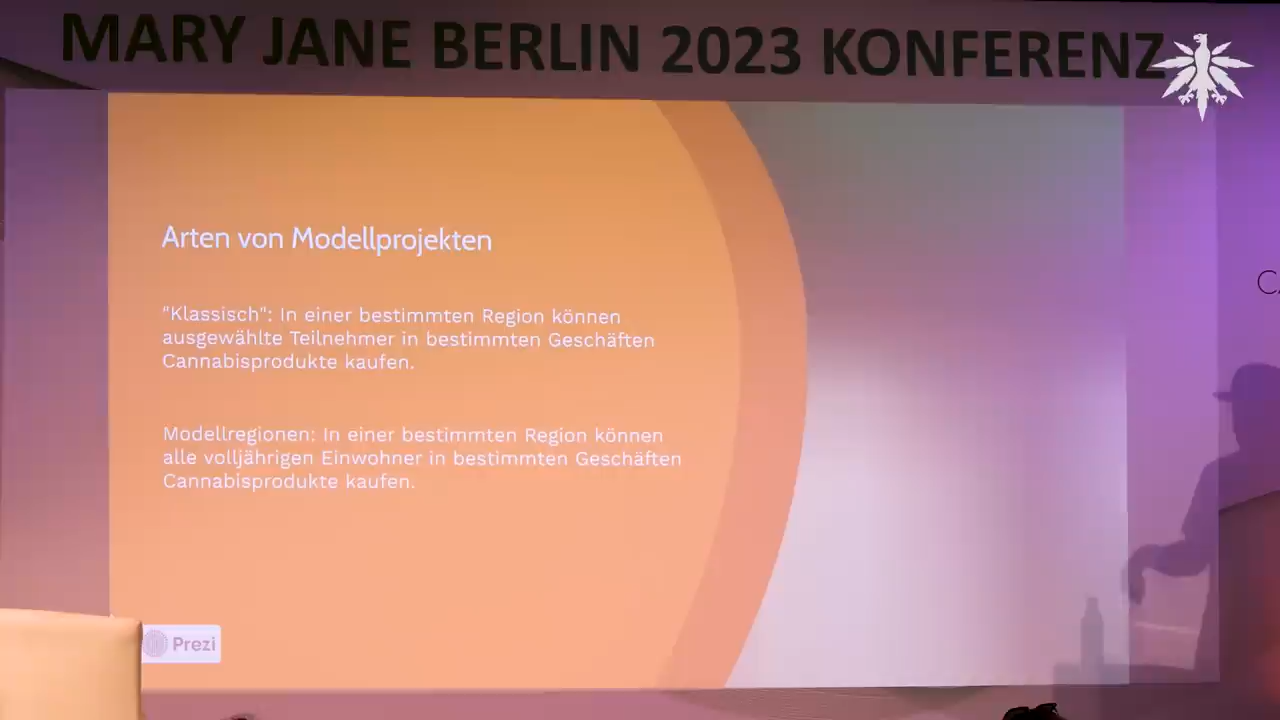 MARY JANE BERLIN 2023 KONFERENZ
Arten von Modellprojekten
"Klassisch": In einer bestimmten Region können
ausgewählte Teilnehmer in bestimmten Geschäften
Cannabisprodukte kaufen.
Modellregionen: In einer bestimmten Region können
alle volljährigen Einwohner in bestimmten Geschäften
Cannabisprodukte kaufen.
Prezi